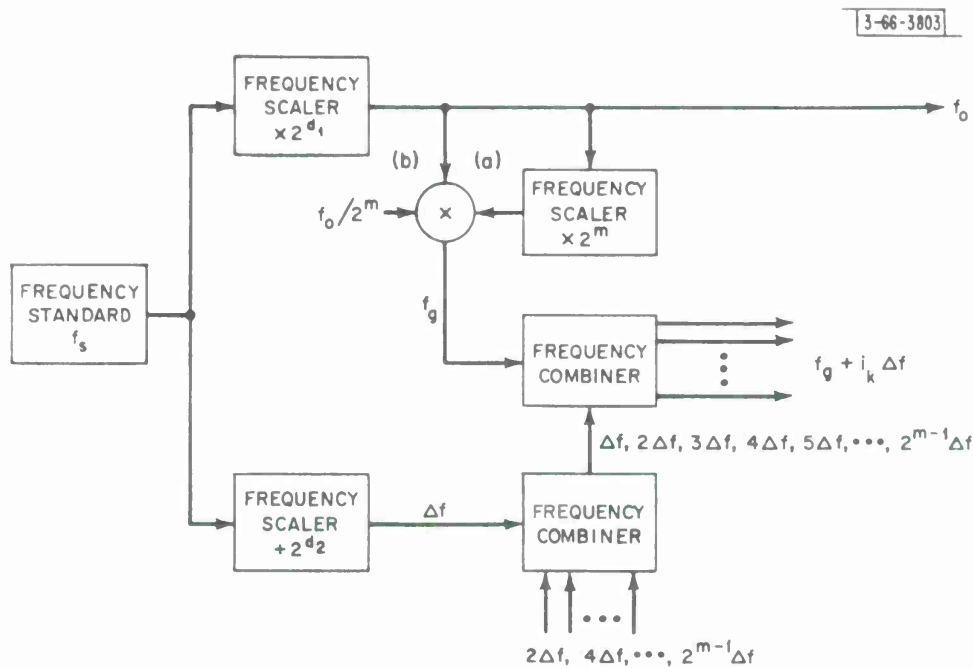 3-66-3803
FREQUENCY
SCALER
× 2^d1
f_o
(b) (a)
f_o/2^m
×
FREQUENCY
SCALER
× 2^m
FREQUENCY
STANDARD
f_s
f_g
FREQUENCY
COMBINER
f_g + i_k Δf
Δf, 2Δf, 3Δf, 4Δf, 5Δf, •••, 2^m-1 Δf
FREQUENCY
SCALER
+ 2^d2
Δf
FREQUENCY
COMBINER
2Δf, 4Δf, •••, 2^m-1 Δf